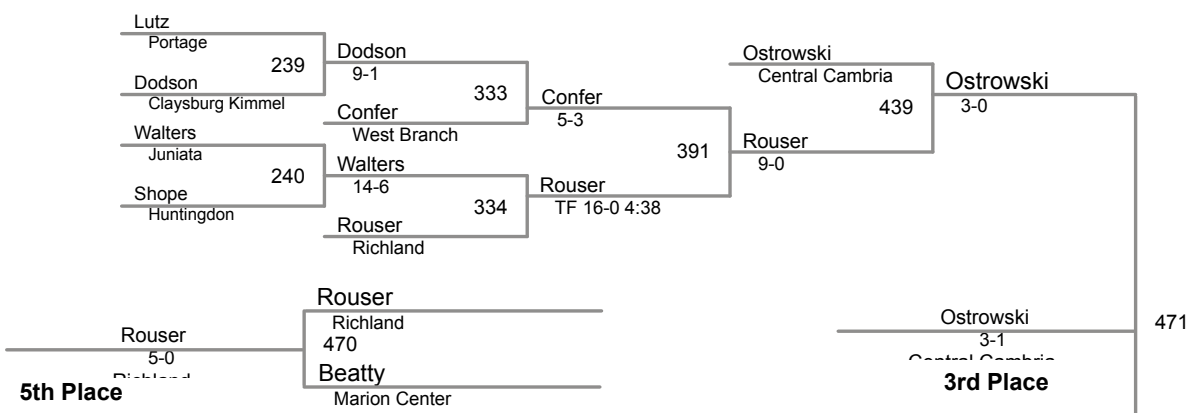 Lutz
Portage
239
Dodson
Claysburg Kimmel
Dodson
9-1
333
Confer
West Branch
Walters
Juniata
240
Shope
Huntingdon
Walters
14-6
334
Rouser
Richland
Confer
5-3
391
Rouser
TF 16-0 4:38
Ostrowski
Central Cambria
439
Rouser
9-0
Ostrowski
3-0
Rouser
Richland
470
Beatty
Marion Center
Rouser
5-0
Richland
5th Place
Ostrowski
3-1
Central Cambria
3rd Place
471